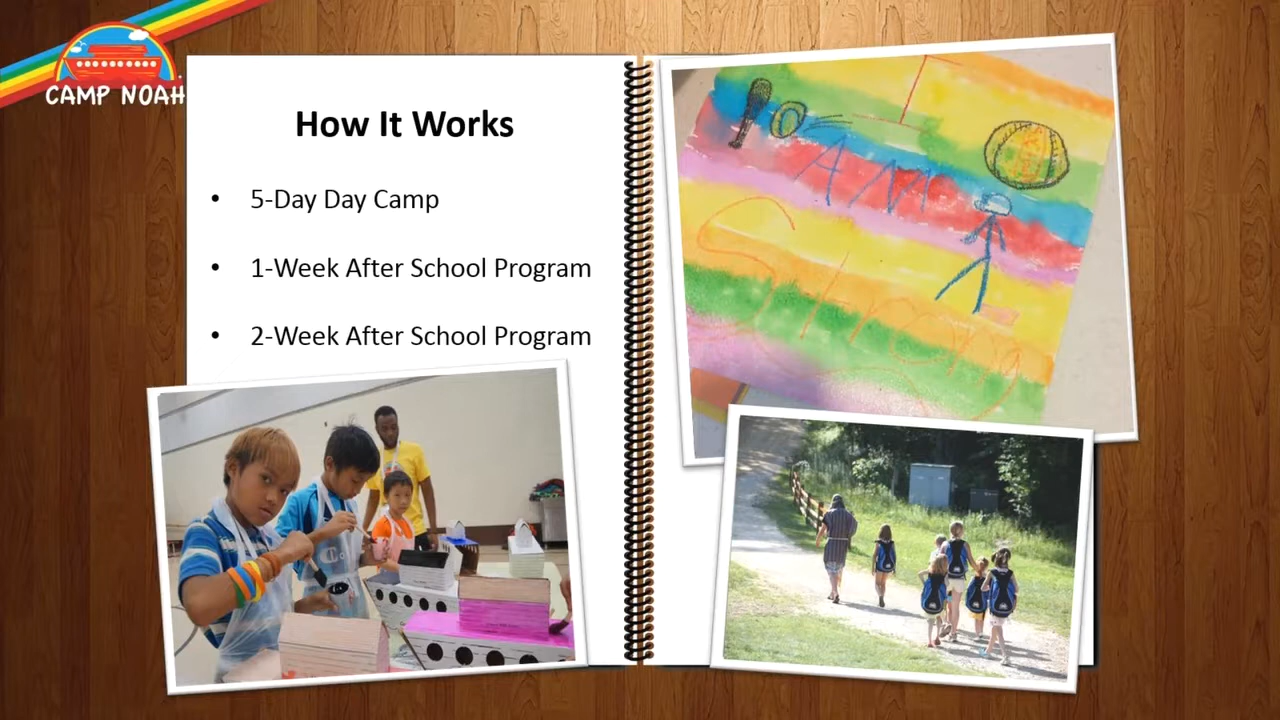 CAMP NOAH
How It Works
• 5-Day Day Camp
• 1-Week After School Program
• 2-Week After School Program
I AM
Strong